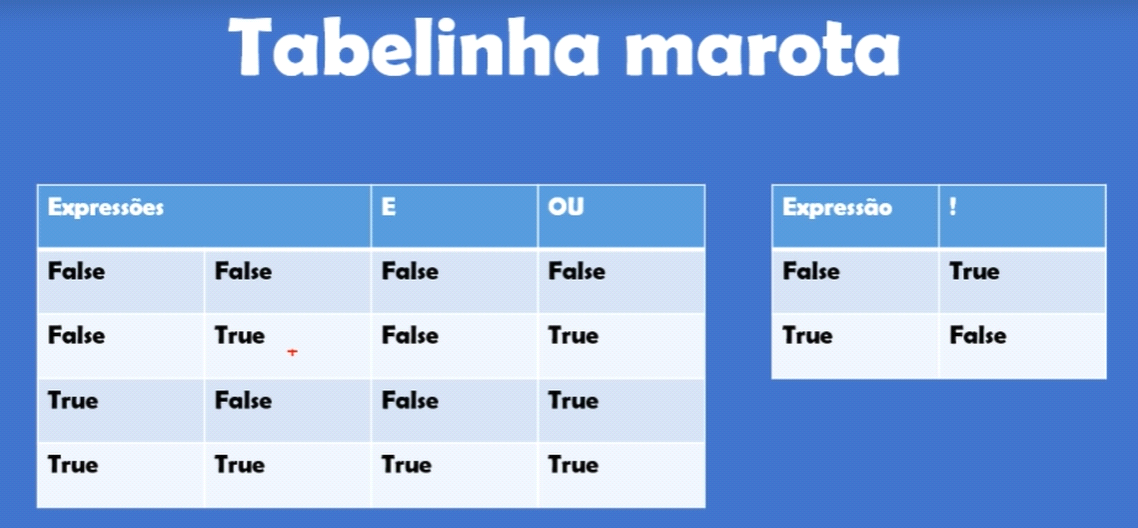 Tabelinha marota
Expressões E OU
False False False False
False True False True
True False False True
True True True True
Expressão !
False True
True False